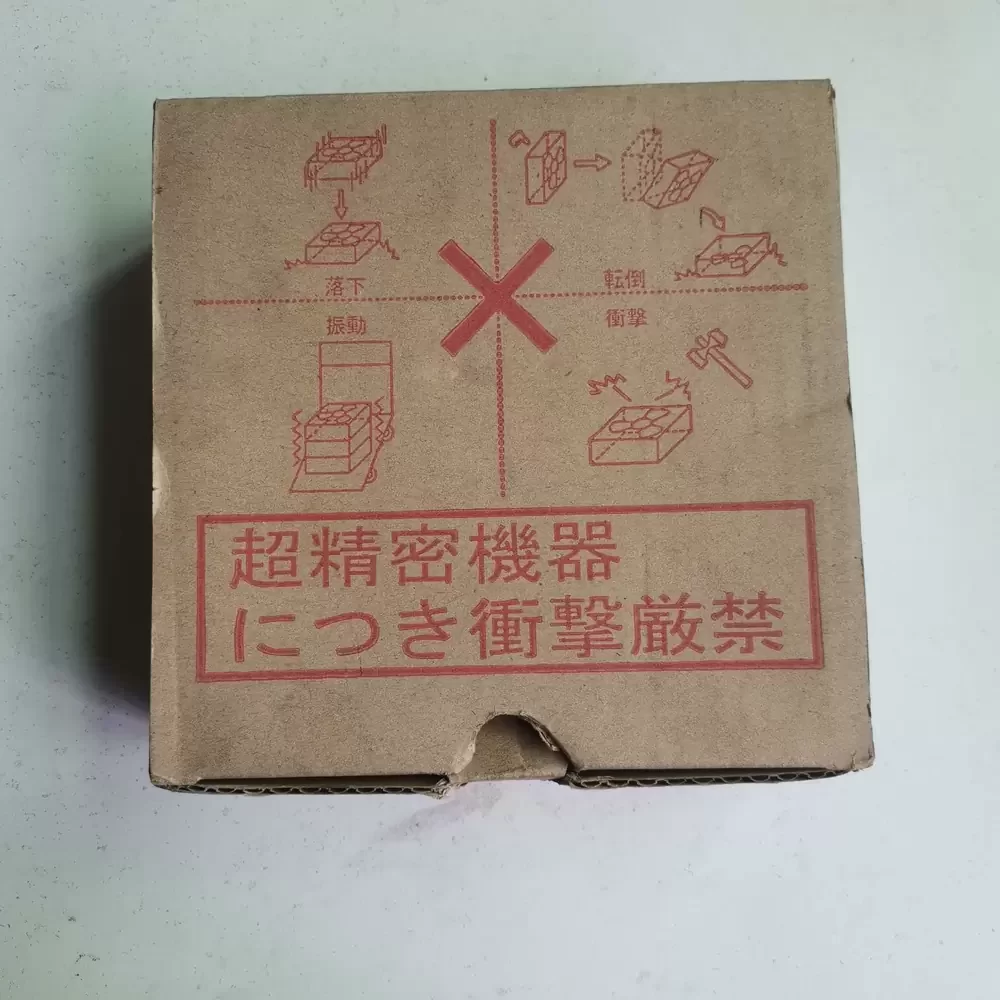 落下
転倒
振動
衝撃
超精密機器
につき衝撃厳禁